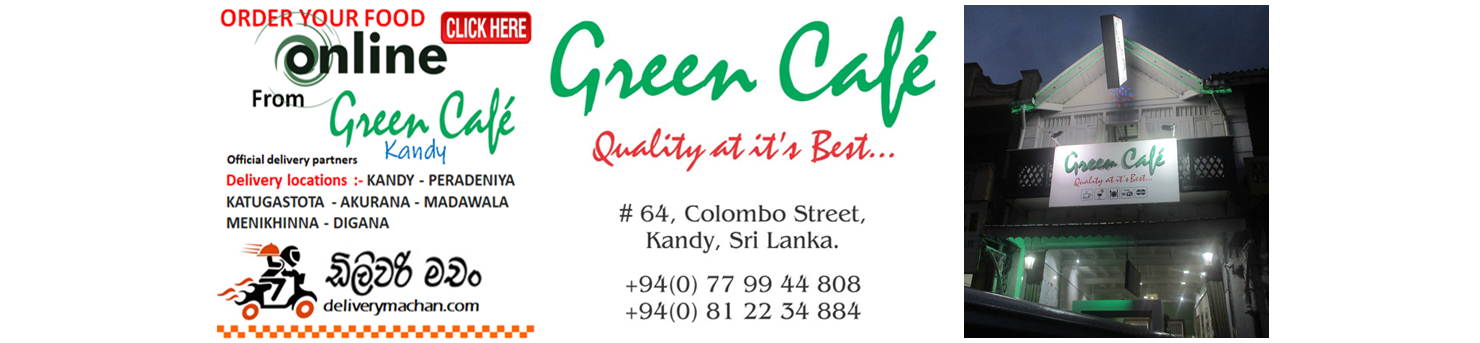 ORDER YOUR FOOD
CLICK HERE
online
From
Green Café
Kandy
Official delivery partners
Delivery locations :- KANDY - PERADENIYA
KATUGASTOTA - AKURANA - MADAWALA
MENIKHINNA - DIGANA
7
ඩිලිවරි මචං
deliverymachan.com
Green Café
Quality at it's Best...
# 64, Colombo Street,
Kandy, Sri Lanka.
+94(0) 77 99 44 808
+94(0) 81 22 34 884
Green Café
Quality at it's Best...